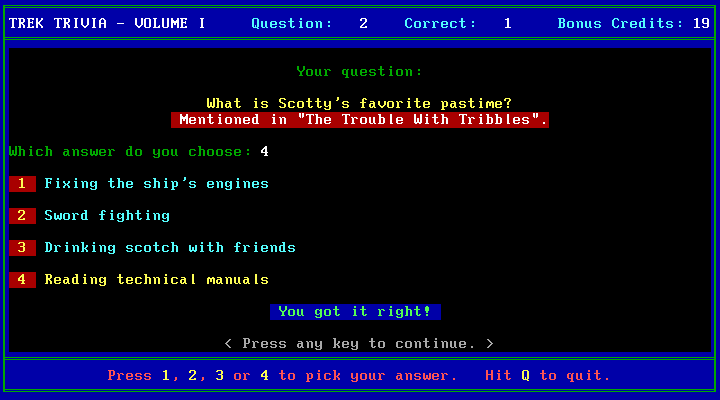 TREK TRIVIA - VOLUME I Question: 2 Correct: 1 Bonus Credits: 19
Your question:
What is Scotty's favorite pastime?
Mentioned in "The Trouble With Tribbles".
Which answer do you choose: 4
1 Fixing the ship's engines
2 Sword fighting
3 Drinking scotch with friends
4 Reading technical manuals
You got it right!
< Press any key to continue. >
Press 1, 2, 3 or 4 to pick your answer. Hit Q to quit.